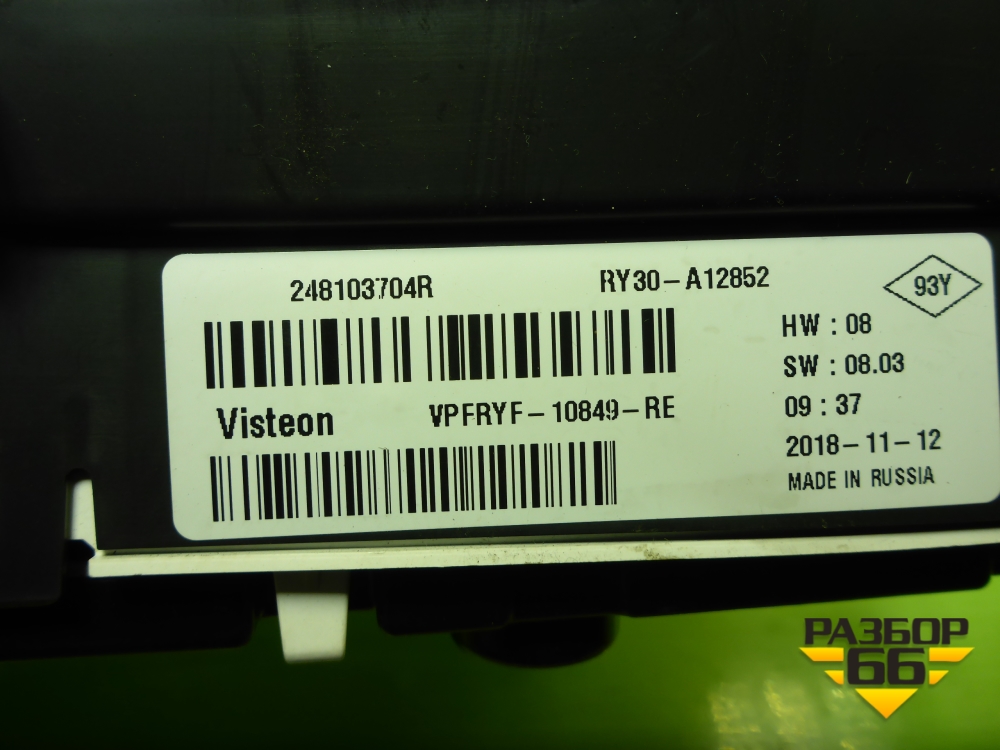 248103704R RY30-A12852 93Y
HW : 08
SW : 08.03
Visteon VPFRYF-10849-RE 09 : 37
2018-11-12
MADE IN RUSSIA
РАЗБОР
66